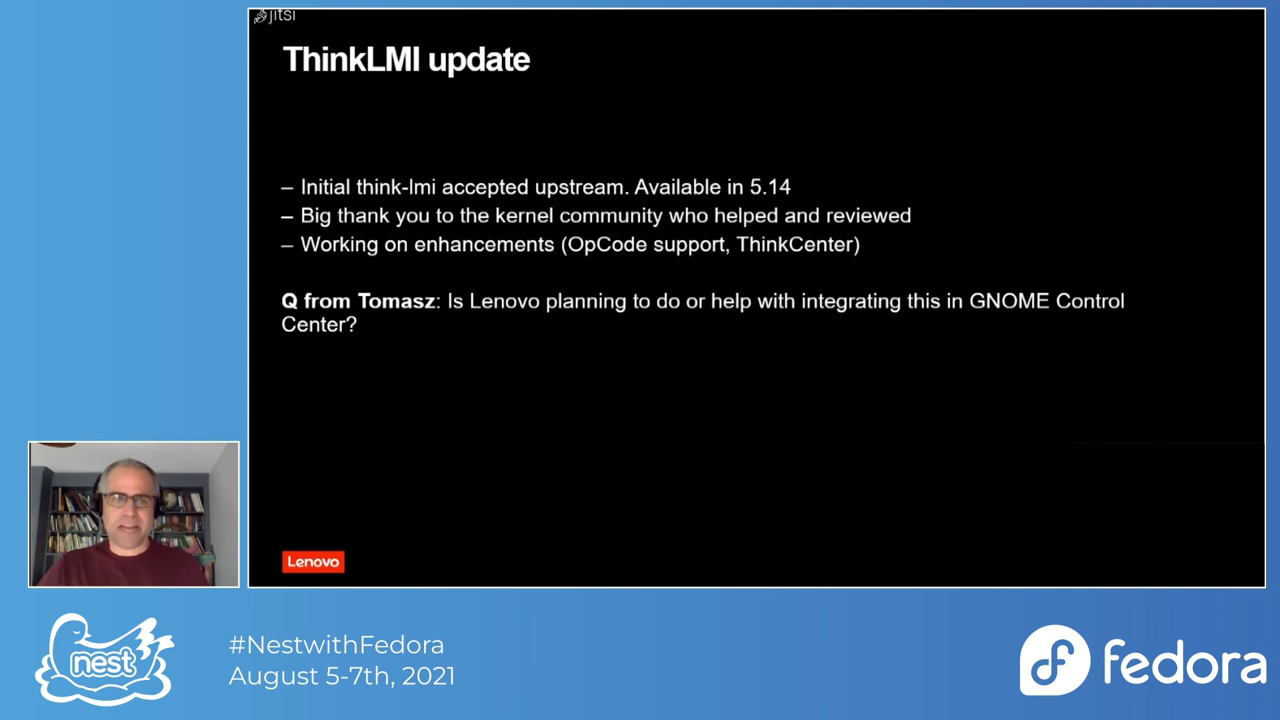 jitsi
ThinkLMI update
– Initial think-lmi accepted upstream. Available in 5.14
– Big thank you to the kernel community who helped and reviewed
– Working on enhancements (OpCode support, ThinkCenter)
Q from Tomasz: Is Lenovo planning to do or help with integrating this in GNOME Control
Center?
Lenovo
nest
#NestwithFedora
August 5-7th, 2021
fedora